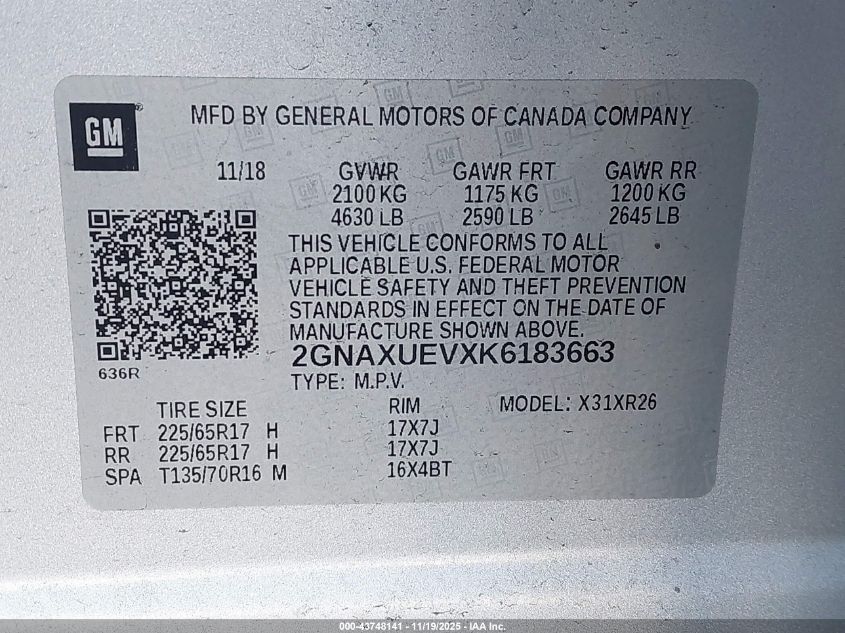 GM
MFD BY GENERAL MOTORS OF CANADA COMPANY
11/18 GVWR GAWR FRT GAWR RR
2100 KG 1175 KG 1200 KG
4630 LB 2590 LB 2645 LB
THIS VEHICLE CONFORMS TO ALL
APPLICABLE U.S. FEDERAL MOTOR
VEHICLE SAFETY AND THEFT PREVENTION
STANDARDS IN EFFECT ON THE DATE OF
MANUFACTURE SHOWN ABOVE.
2GNAXUEVXK6183663
636R
TYPE: M.P.V.
TIRE SIZE RIM MODEL: X31XR26
FRT 225/65R17 H 17X7J
RR 225/65R17 H 17X7J
SPA T135/70R16 M 16X4BT
000-43748141 - 11/19/2025 - IAA Inc.